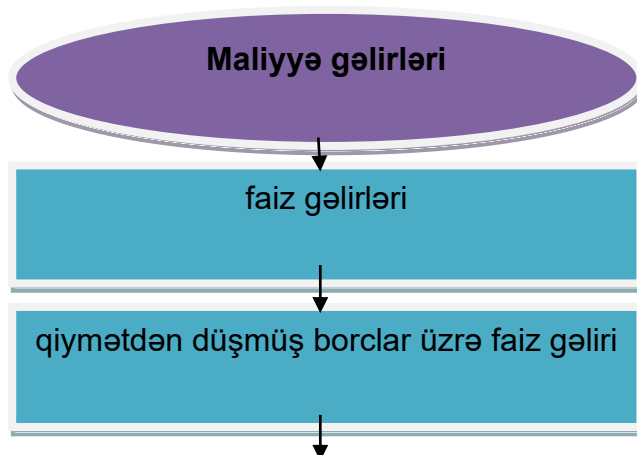 Maliyyə gəlirləri
faiz gəlirləri
qiymətdən düşmüş borclar üzrə faiz gəliri